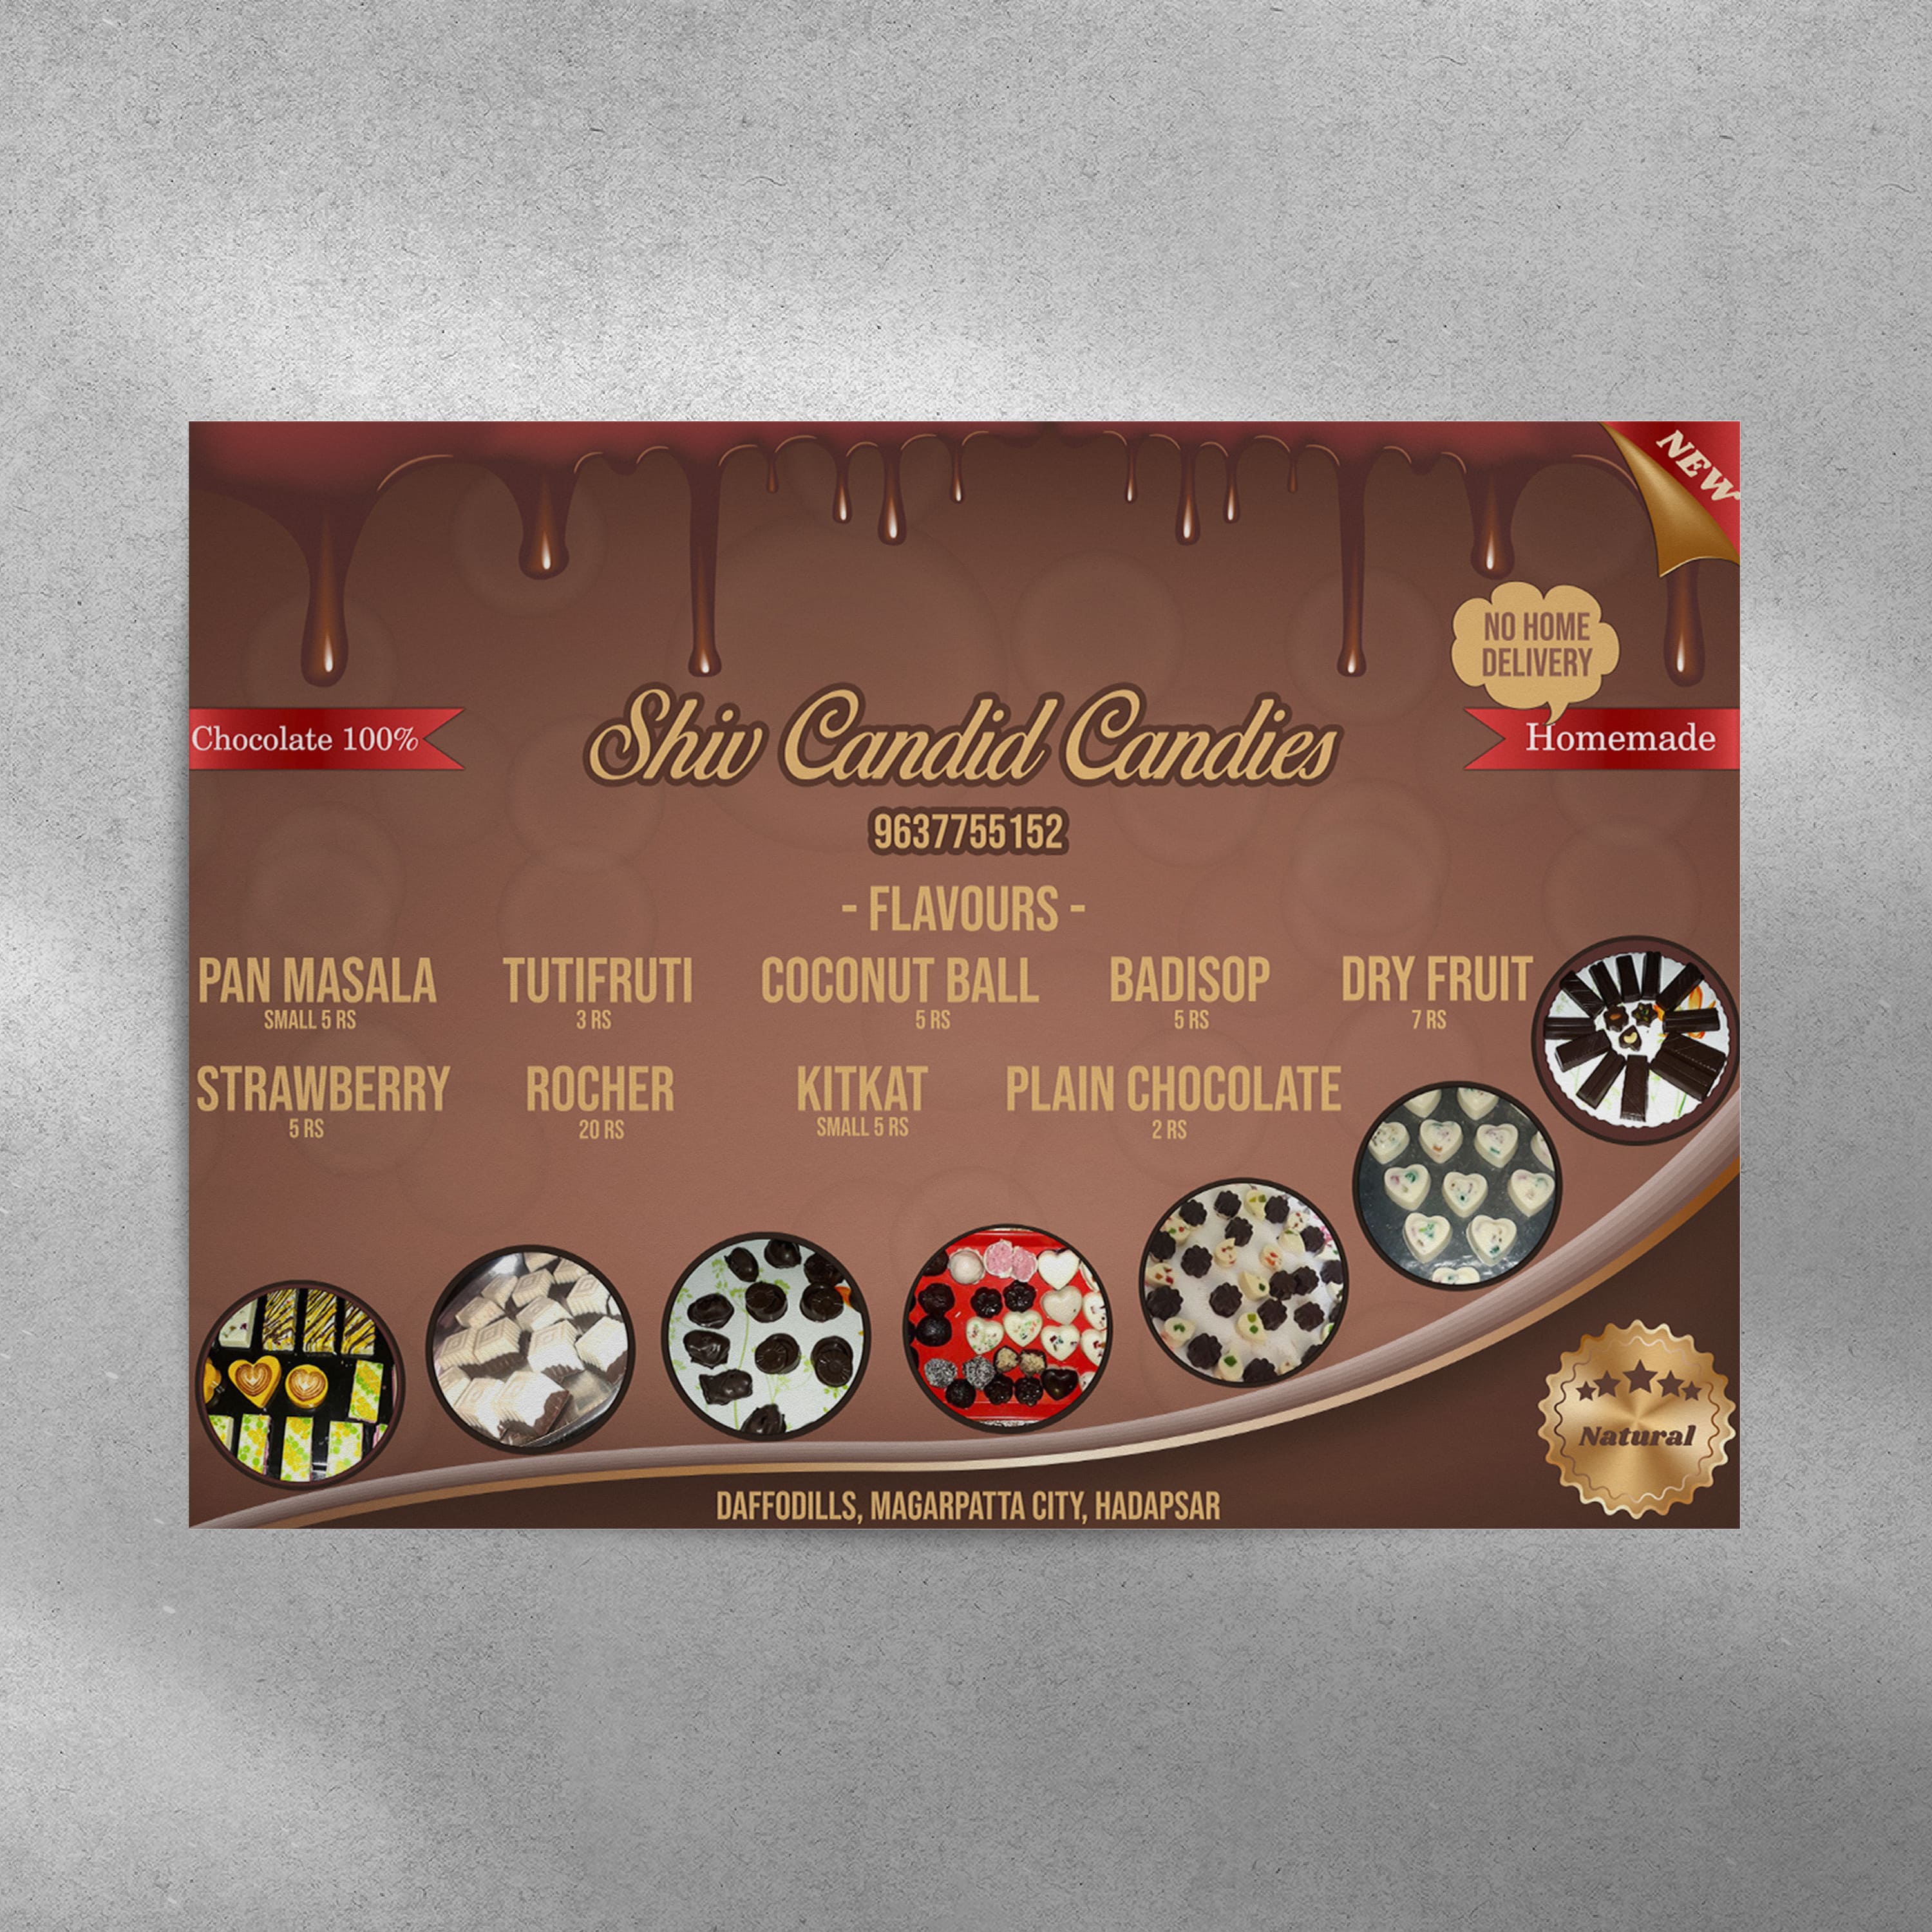 NEW
NO HOME
DELIVERY
Chocolate 100%
Homemade
Shiv Candid Candies
9637755152
- FLAVOURS -
PAN MASALA TUTIFRUTI COCONUT BALL BADISOP DRY FRUIT
SMALL 5 RS 3 RS 5 RS 5 RS 7 RS
STRAWBERRY ROCHER KITKAT PLAIN CHOCOLATE
5 RS 20 RS SMALL 5 RS 2 RS
Natural
DAFFODILLS, MAGARPATTA CITY, HADAPSAR